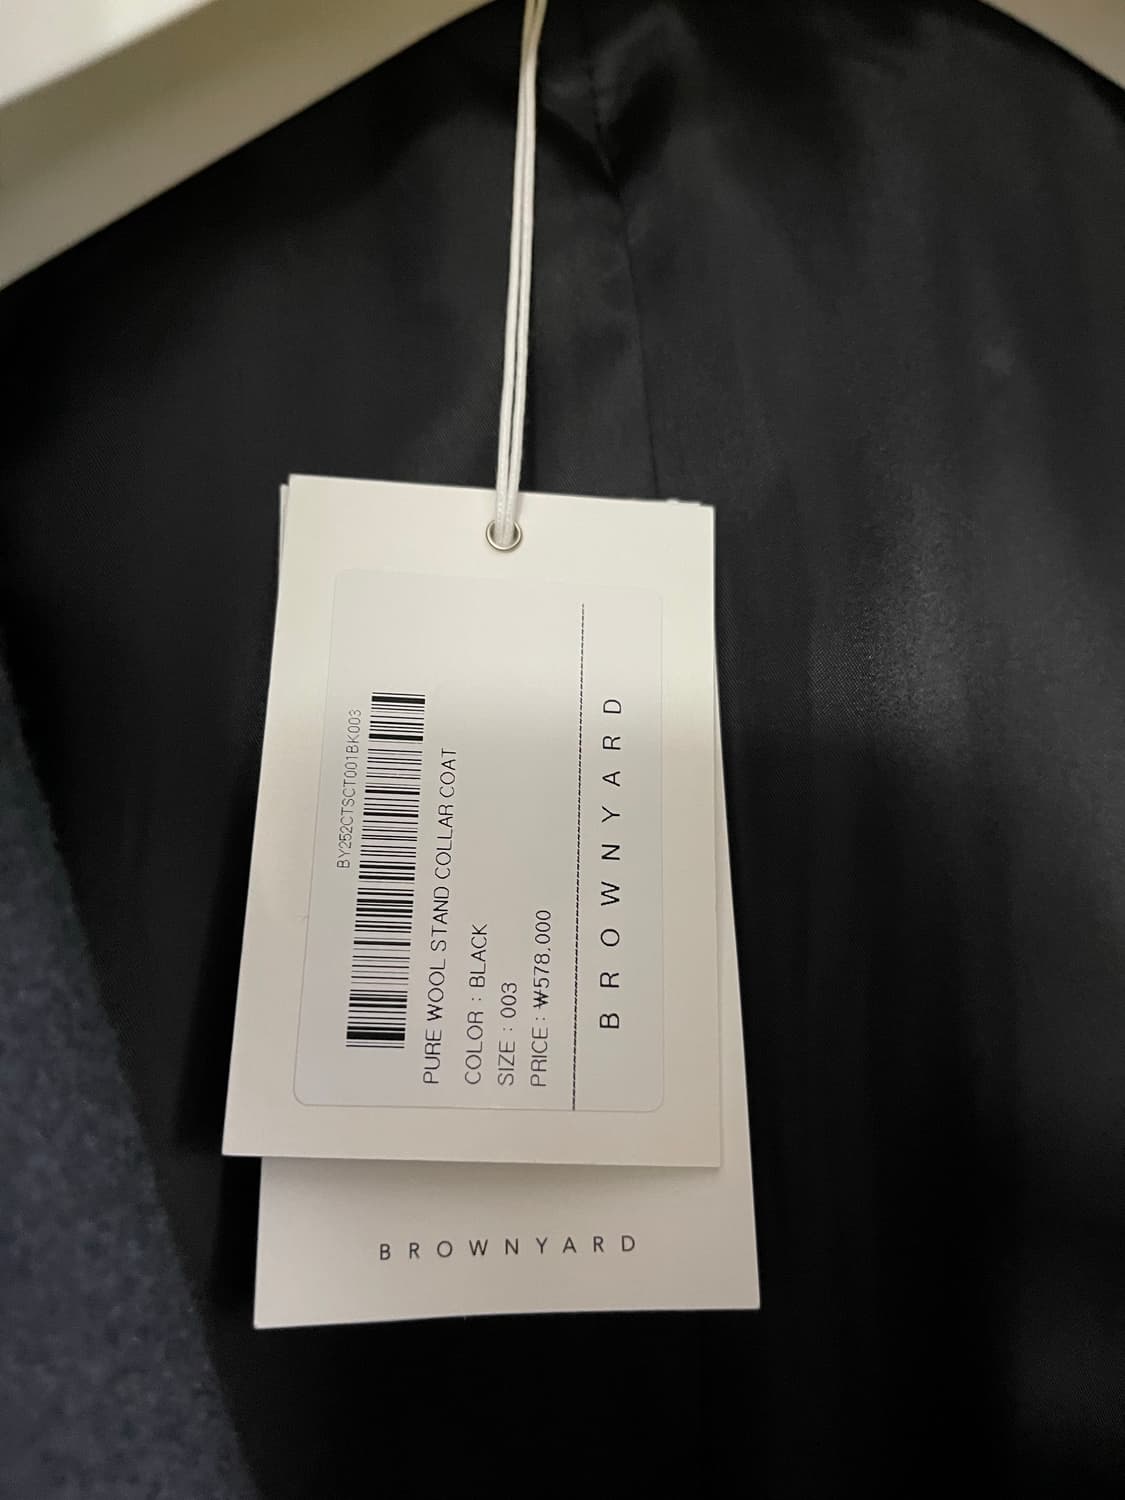 BROWNYARD
PURE WOOL STAND COLLAR COAT
COLOR : BLACK
SIZE : 003
PRICE : ₩578.000
BY252CTSCT001BK003
BROWNYARD